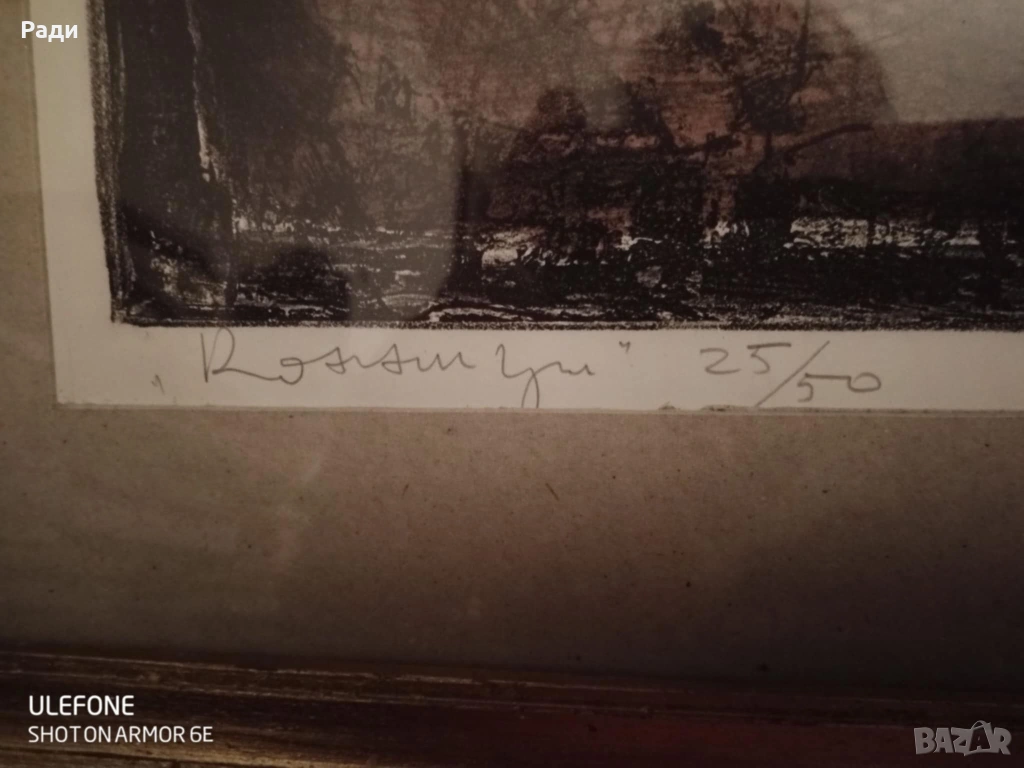 Ради
25/50
ULEFONE
SHOT ON ARMOR 6E
BAZAR